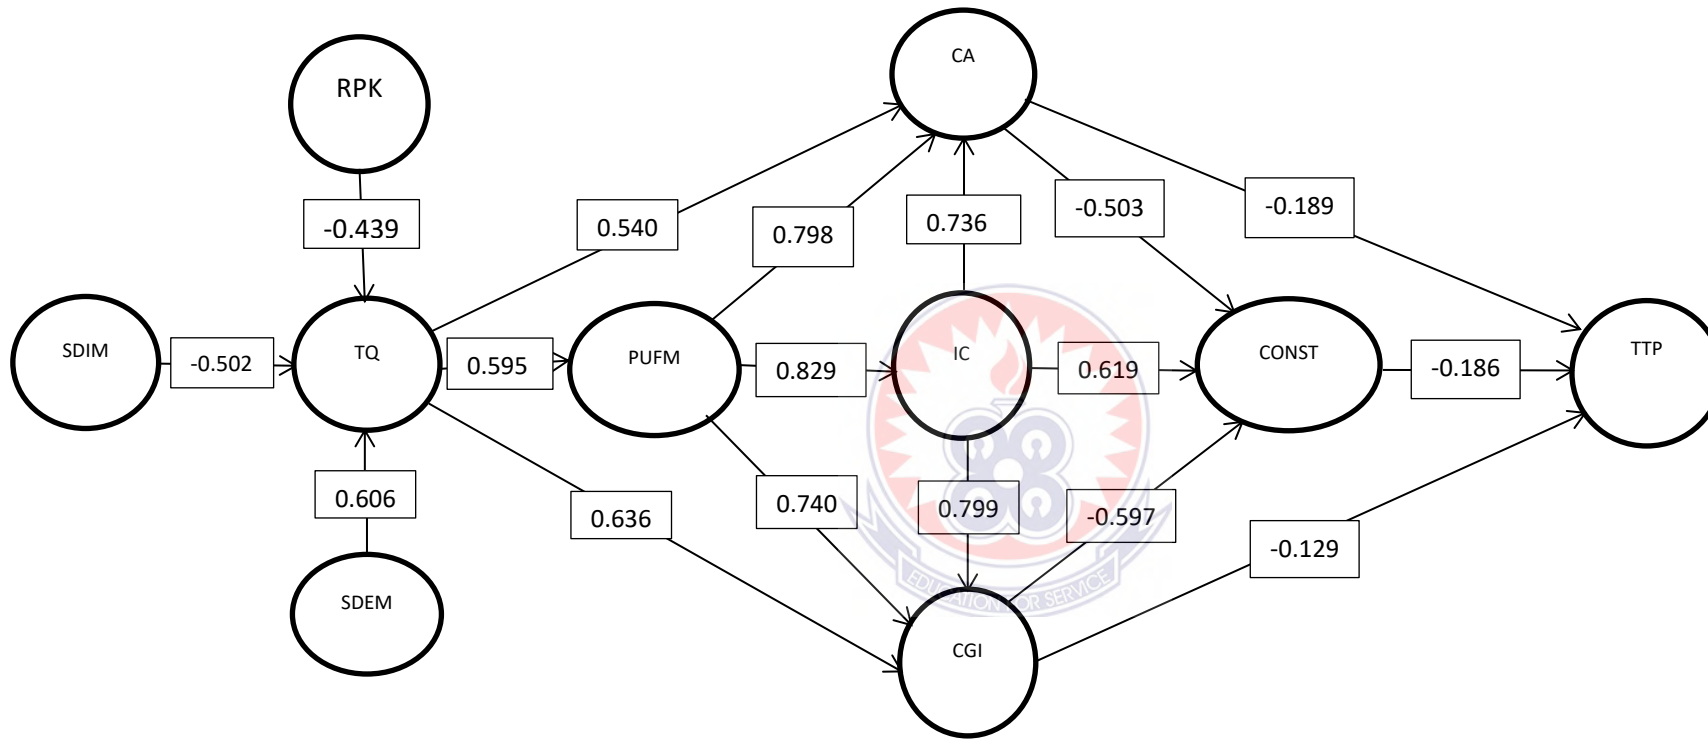 CA
RPK
-0.439
0.540
0.798
0.736
-0.503
-0.189
SDIM
-0.502
TQ
0.595
PUFM
0.829
IC
0.619
CONST
-0.186
TTP
0.606
0.636
0.740
0.799
-0.597
-0.129
SDEM
EDUCATION FOR SERVICE
CGI